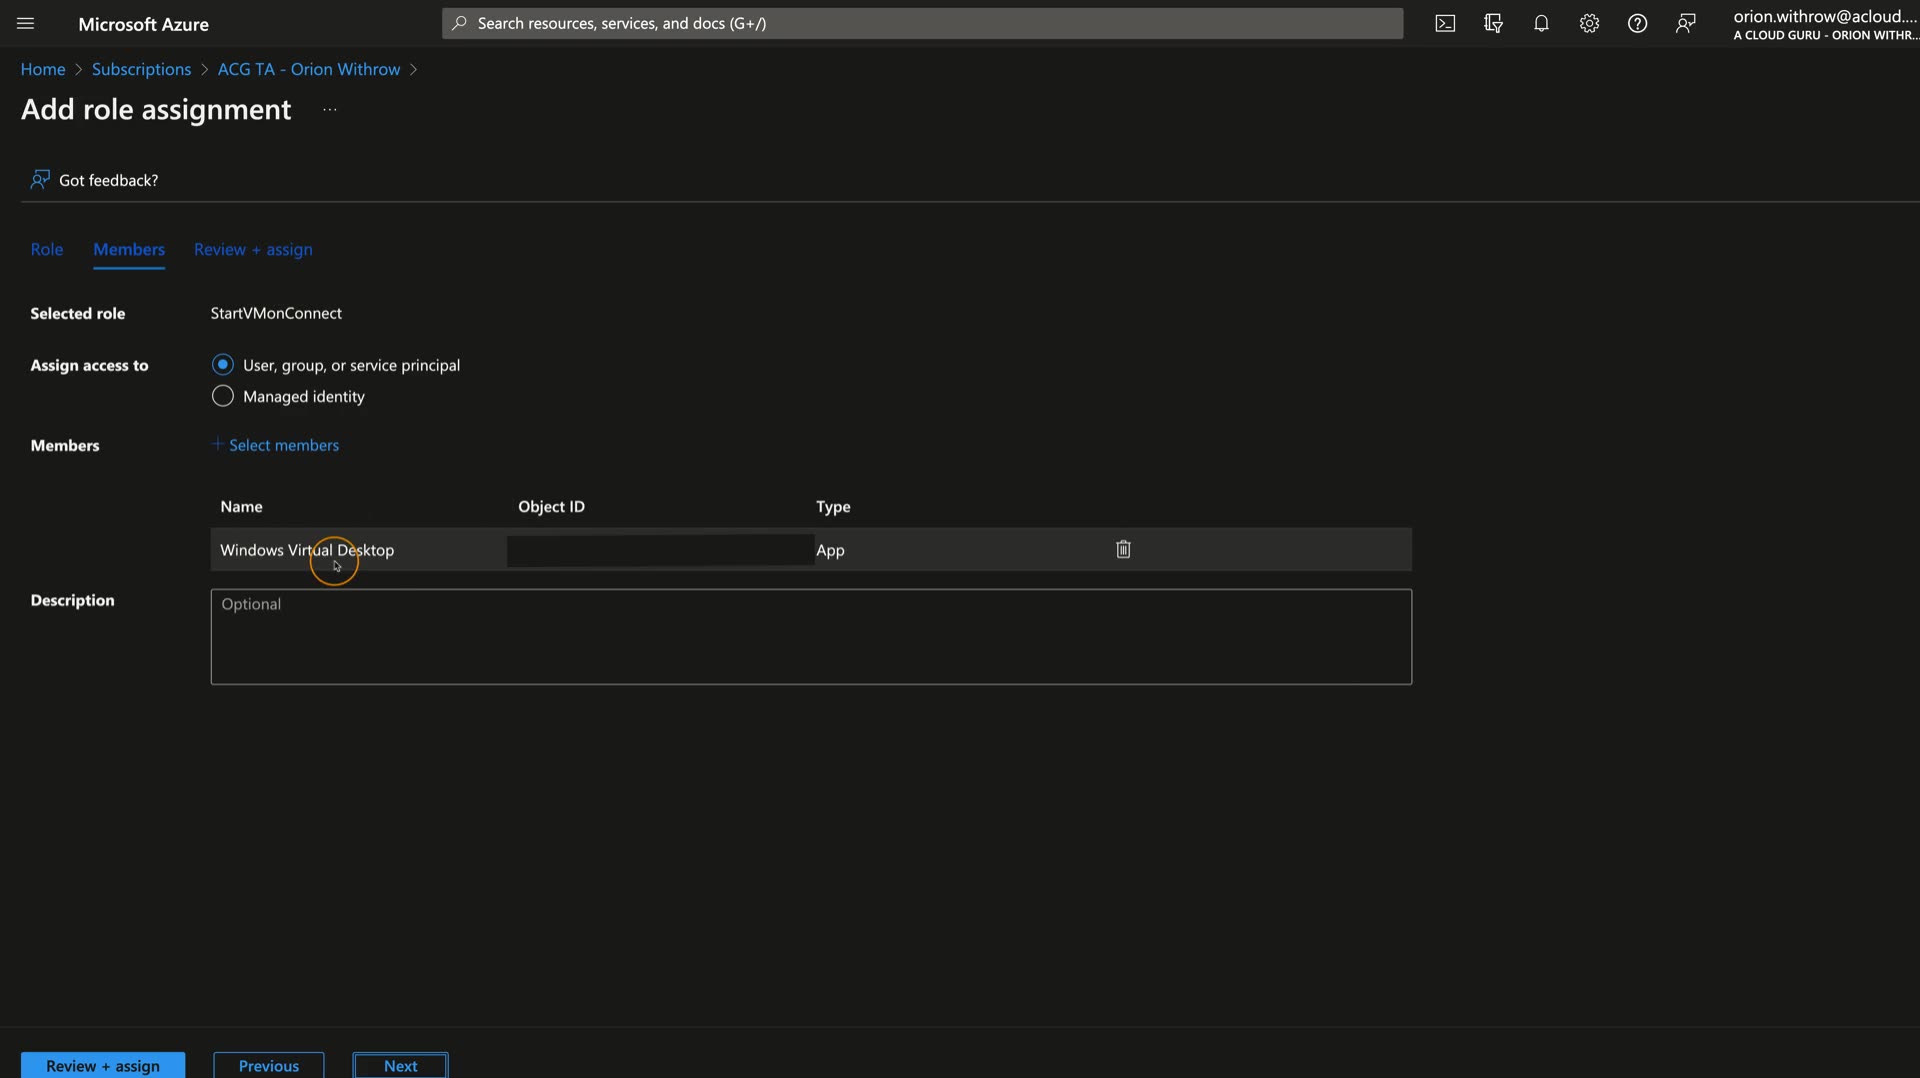 Microsoft Azure
Search resources, services, and docs (G+/)
orion.withrow@acloud....
A CLOUD GURU - ORION WITHR...
Home > Subscriptions > ACG TA - Orion Withrow >
Add role assignment ...
Got feedback?
Role Members Review + assign
Selected role StartVMonConnect
Assign access to User, group, or service principal
Managed identity
Members + Select members
Name Object ID Type
Windows Virtual Desktop App
Description Optional
Review + assign Previous Next